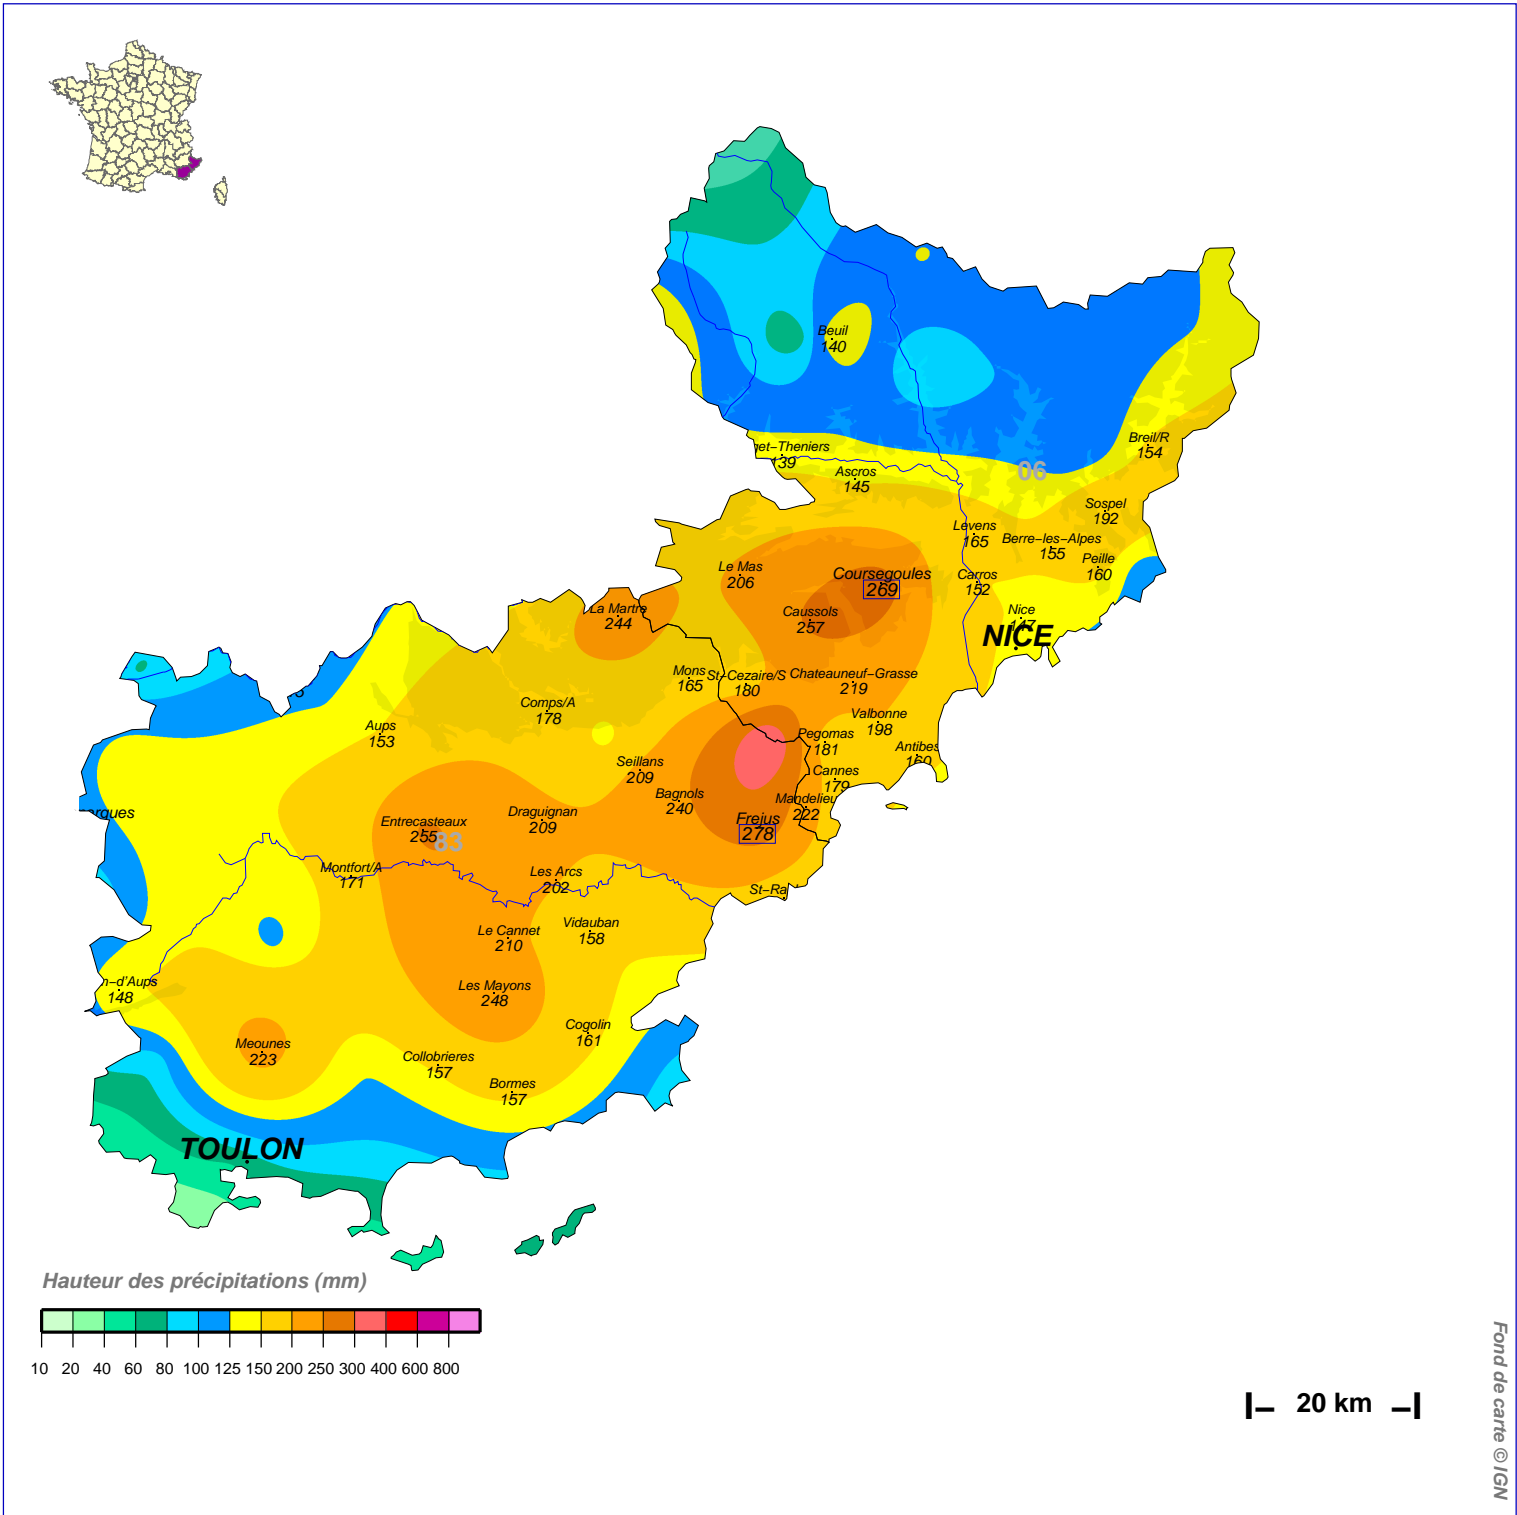 Beuil
140
get-Theniers
139
Ascros
145
06
Breil/R
154
Sospel
192
Levens
165
Berre-les-Alpes
155
Peille
160
Le Mas
206
Coursegoules
269
Carros
152
Caussols
257
Nice
147
NICE
La Martre
244
Mons
165
St-Cezaire/S
180
Chateauneuf-Grasse
219
Comps/A
178
Valbonne
198
Aups
153
Pegomas
181
Antibes
160
Seillans
209
Cannes
179
Bagnols
240
Mandelieu
222
Draguignan
209
Entrecasteaux
255
83
Frejus
278
Montfort/A
171
Les Arcs
202
St-Ra
Le Cannet
210
Vidauban
158
n-d'Aups
148
Les Mayons
248
Cogolin
161
Meounes
223
Collobrieres
157
Bormes
157
TOULON
Hauteur des précipitations (mm)
10 20 40 60 80 100 125 150 200 250 300 400 600 800
20 km
Fond de carte © IGN